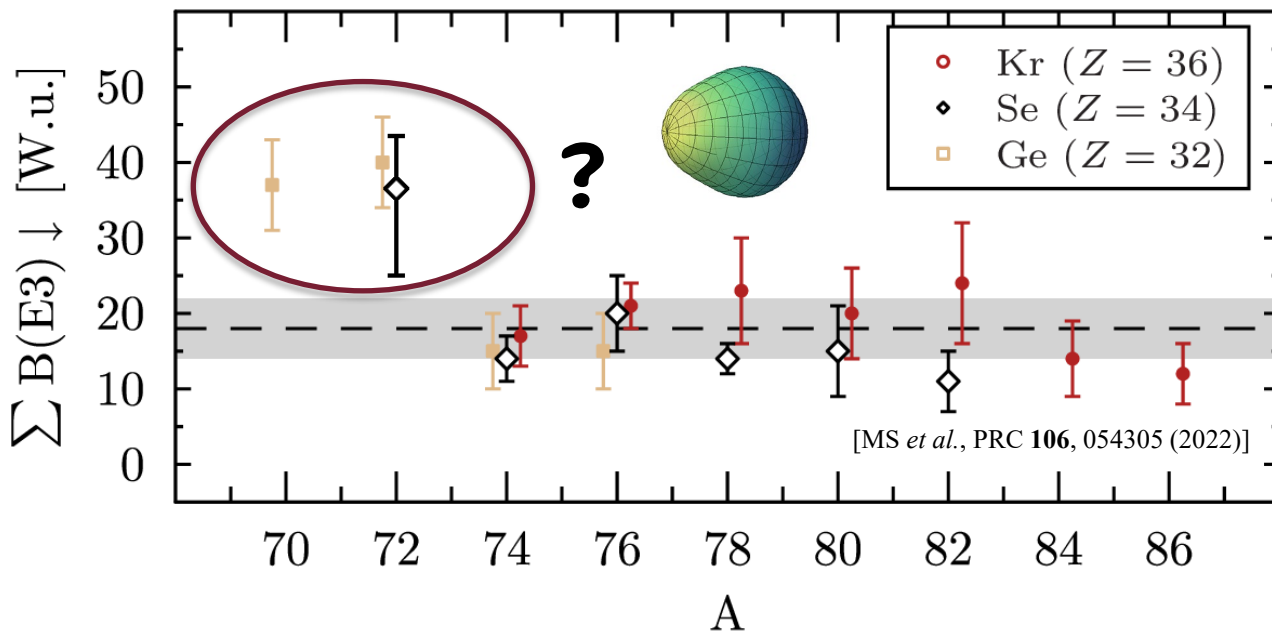 ∑ B(E3) ↓ [W.u.]
50
40
30
20
10
0
?
Kr (Z = 36)
Se (Z = 34)
Ge (Z = 32)
[MS et al., PRC 106, 054305 (2022)]
70 72 74 76 78 80 82 84 86
A